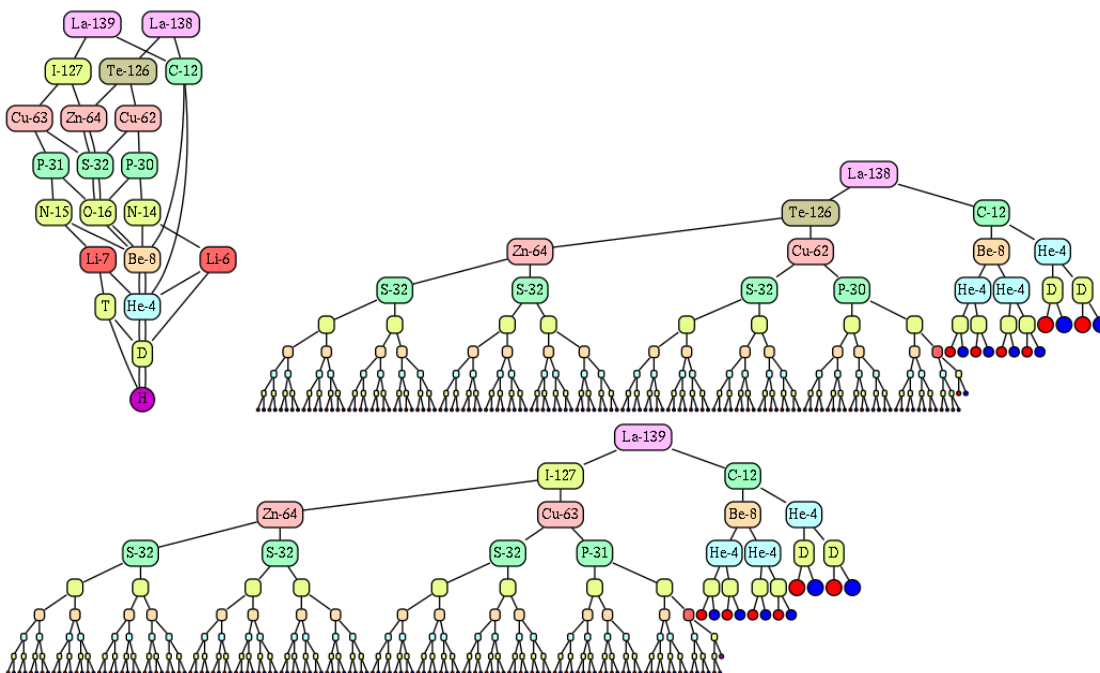 La-139 La-138
I-127 Te-126 C-12
Cu-63 Zn-64 Cu-62
P-31 S-32 P-30
N-15 O-16 N-14
Li-7 Be-8 Li-6
T He-4
D
H
La-138
Te-126 C-12
Zn-64 Cu-62 Be-8 He-4
S-32 S-32 S-32 P-30 He-4 He-4 D D
La-139
I-127 C-12
Zn-64 Cu-63 Be-8 He-4
S-32 S-32 S-32 P-31 He-4 He-4 D D